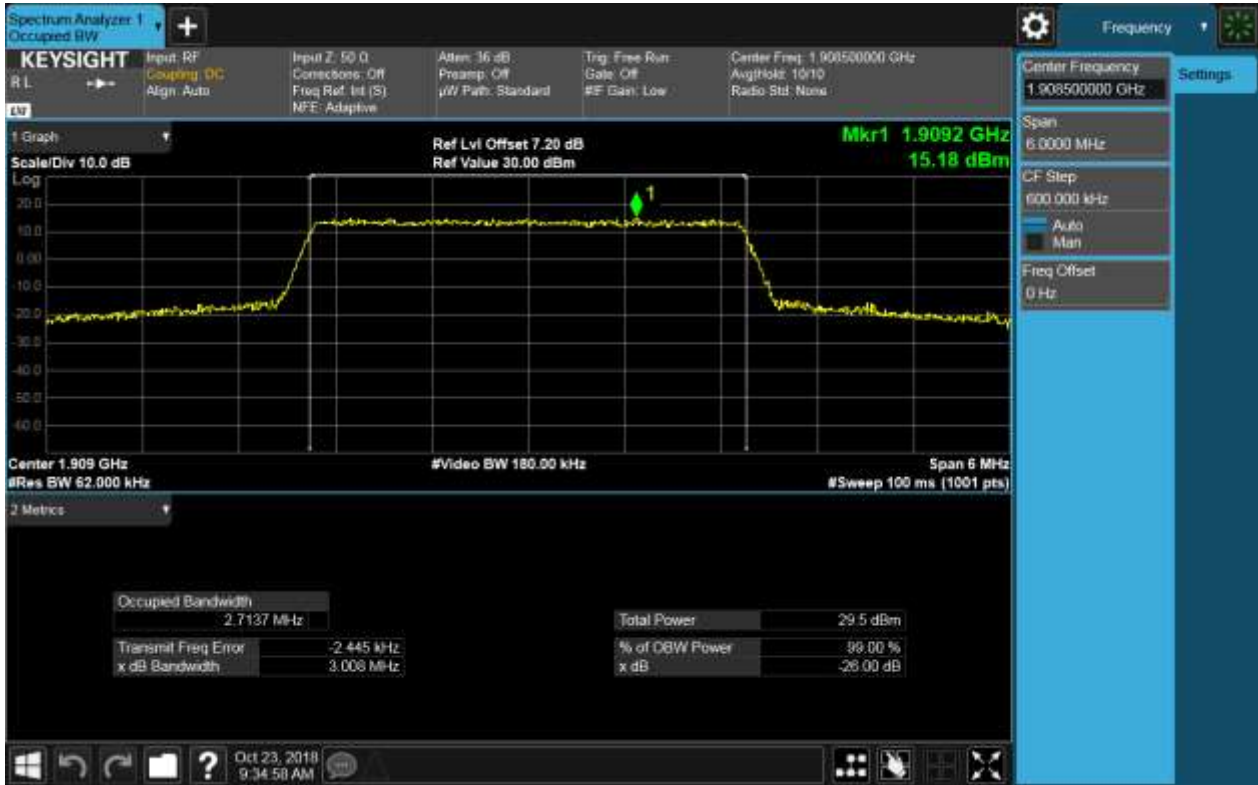 Spectrum Analyzer 1
Occupied BW
+
Frequency
KEYSIGHT
R L
Input: RF
Coupling: DC
Align: Auto
Input Z: 50 Ω
Corrections: Off
Freq Ref: Int (S)
NFE: Adaptive
Atten: 36 dB
Preamp: Off
µW Path: Standard
Trig: Free Run
Gate: Off
#IF Gain: Low
Center Freq: 1.908500000 GHz
Avg|Hold: 10/10
Radio Std: None
Center Frequency
1.908500000 GHz
Settings
Span
6.0000 MHz
CF Step
600.000 kHz
Auto
Man
Freq Offset
0 Hz
1 Graph
Scale/Div 10.0 dB
Ref Lvl Offset 7.20 dB
Ref Value 30.00 dBm
Mkr1 1.9092 GHz
15.18 dBm
Log
20.0
10.0
0.00
-10.0
-20.0
-30.0
-40.0
-50.0
-60.0
1
Center 1.909 GHz
#Res BW 62.000 kHz
#Video BW 180.00 kHz
Span 6 MHz
#Sweep 100 ms (1001 pts)
2 Metrics
Occupied Bandwidth
2.7137 MHz
Transmit Freq Error -2.445 kHz
x dB Bandwidth 3.008 MHz
Total Power 29.5 dBm
% of OBW Power 99.00 %
x dB -26.00 dB
?
Oct 23, 2018
9:34:58 AM